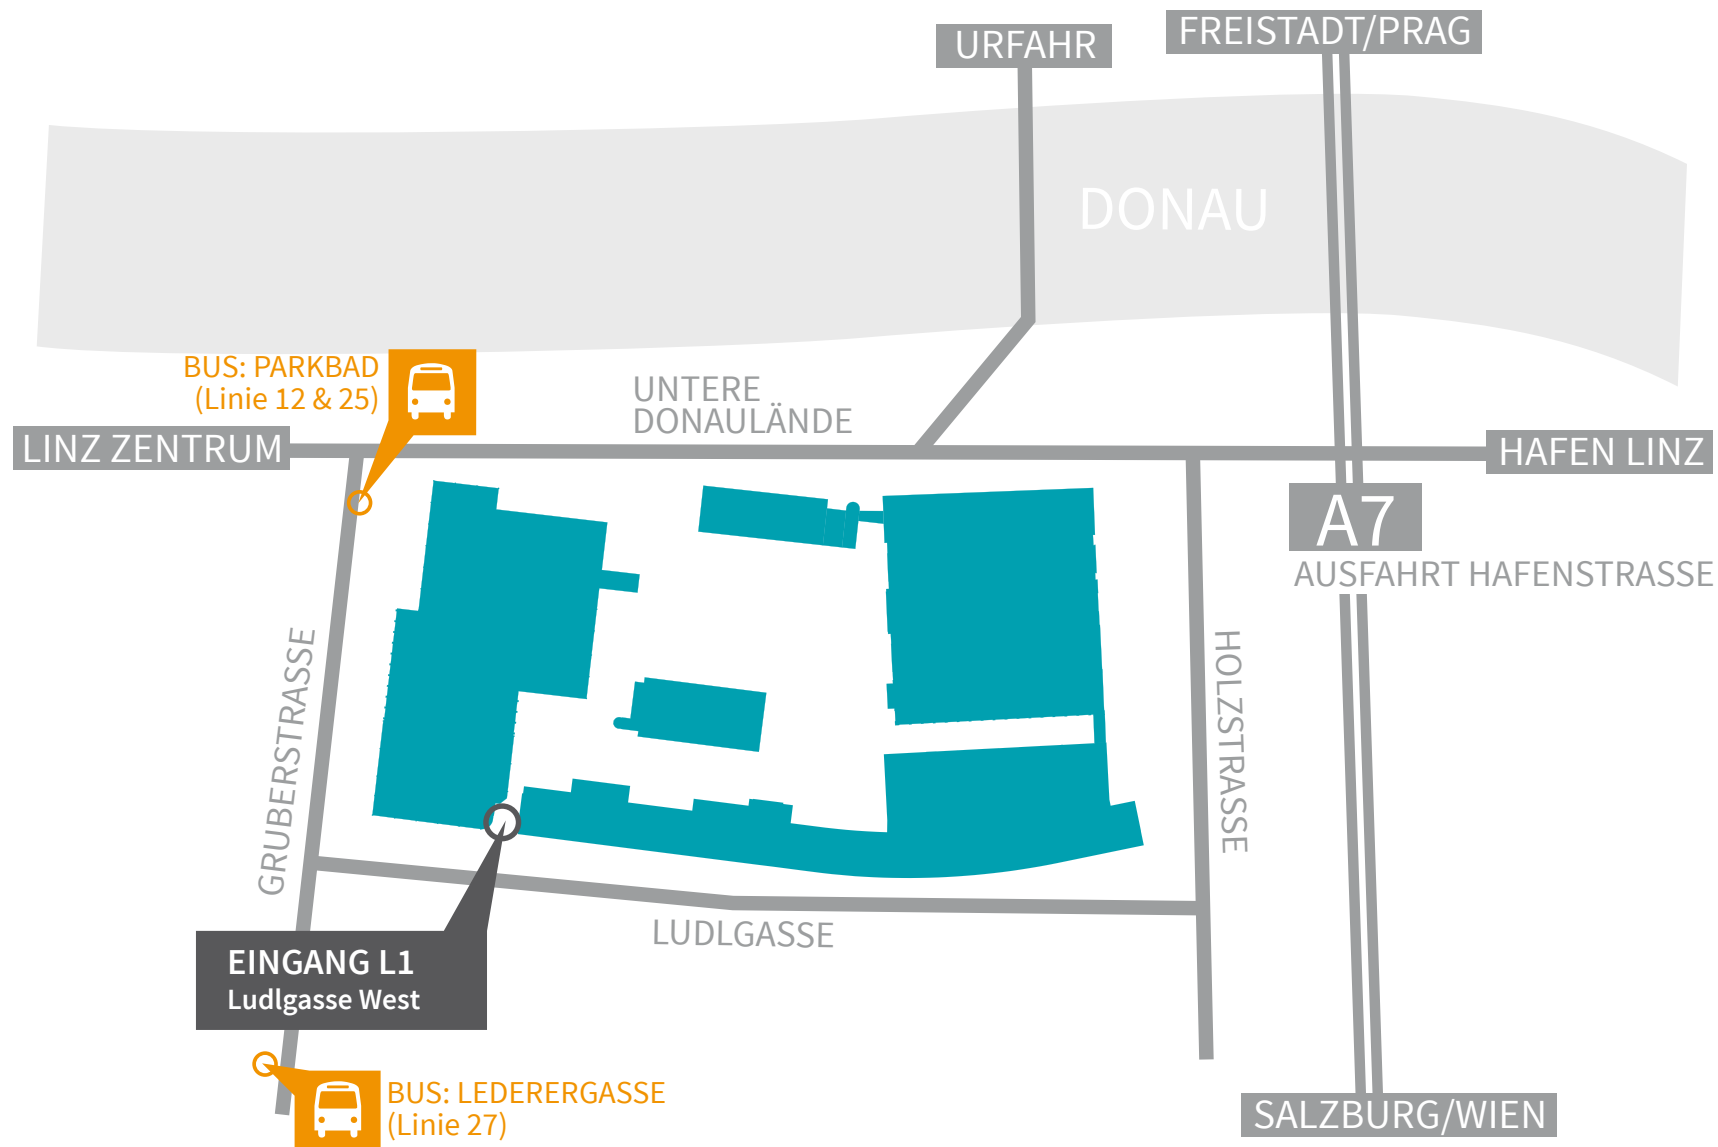 URFAHR
FREISTADT/PRAG
DONAU
BUS: PARKBAD
(Linie 12 & 25)
UNTERE
DONAULÄNDE
LINZ ZENTRUM
HAFEN LINZ
A7
AUSFAHRT HAFENSTRASSE
GRUBERSTRASSE
HOLZSTRASSE
LUDLGASSE
EINGANG L1
Ludlgasse West
BUS: LEDERERGASSE
(Linie 27)
SALZBURG/WIEN